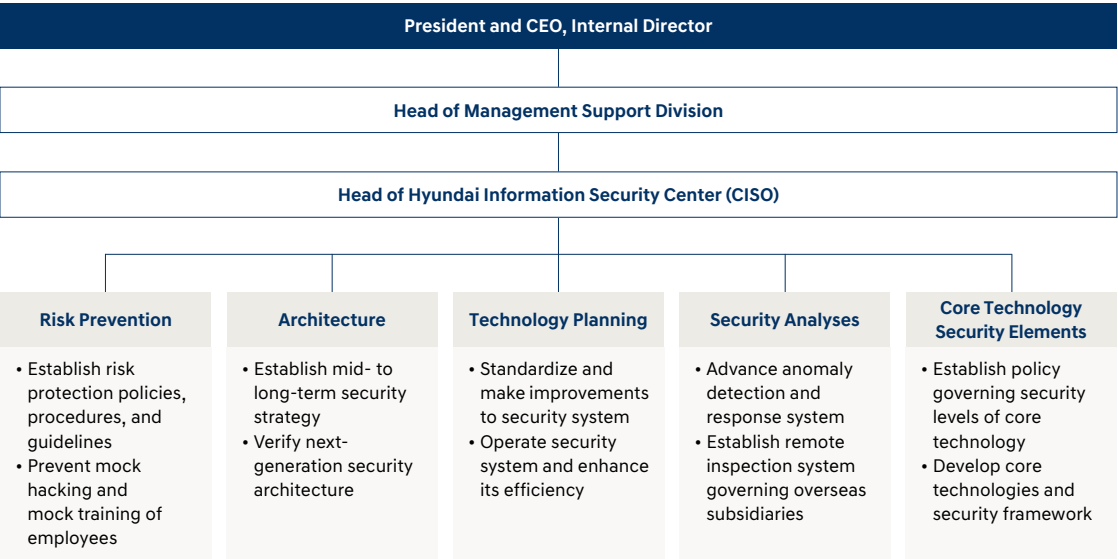 President and CEO, Internal Director
Head of Management Support Division
Head of Hyundai Information Security Center (CISO)
Risk Prevention
• Establish risk
protection policies,
procedures, and
guidelines
• Prevent mock
hacking and
mock training of
employees
Architecture
• Establish mid- to
long-term security
strategy
• Verify next-
generation security
architecture
Technology Planning
• Standardize and
make improvements
to security system
• Operate security
system and enhance
its efficiency
Security Analyses
• Advance anomaly
detection and
response system
• Establish remote
inspection system
governing overseas
subsidiaries
Core Technology
Security Elements
• Establish policy
governing security
levels of core
technology
• Develop core
technologies and
security framework